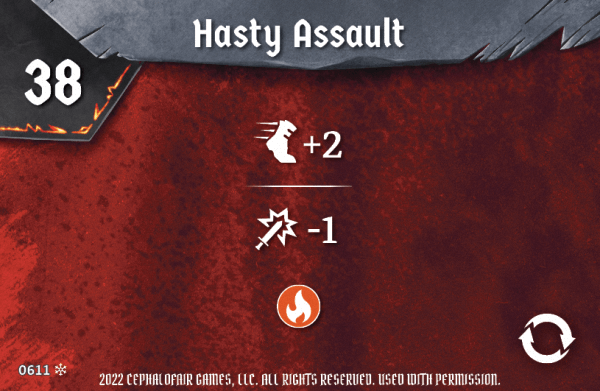 Hasty Assault
38
+2
-1
0611
2022 CEPHALOFAIR GAMES, LLC. ALL RIGHTS RESERVED. USED WITH PERMISSION.